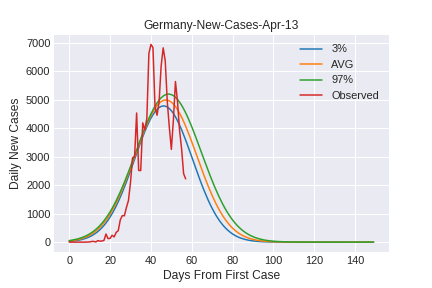 Germany-New-Cases-Apr-13
7000
6000
5000
4000
3000
2000
1000
0
Daily New Cases
3%
AVG
97%
Observed
0 20 40 60 80 100 120 140
Days From First Case